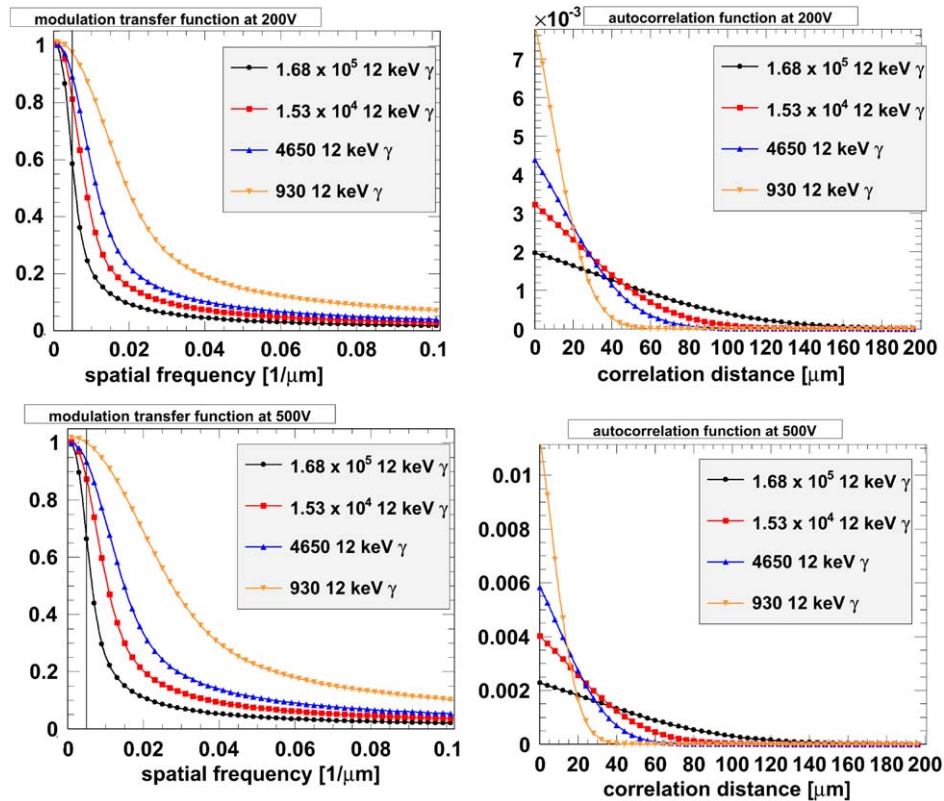 modulation transfer function at 200V
1
0.8
0.6
0.4
0.2
0
0 0.02 0.04 0.06 0.08 0.1
spatial frequency [1/μm]
1.68 x 10⁵ 12 keV γ
1.53 x 10⁴ 12 keV γ
4650 12 keV γ
930 12 keV γ
autocorrelation function at 200V
×10⁻³
7
6
5
4
3
2
1
0
0 20 40 60 80 100 120 140 160 180 200
correlation distance [μm]
1.68 x 10⁵ 12 keV γ
1.53 x 10⁴ 12 keV γ
4650 12 keV γ
930 12 keV γ
modulation transfer function at 500V
1
0.8
0.6
0.4
0.2
0
0 0.02 0.04 0.06 0.08 0.1
spatial frequency [1/μm]
1.68 x 10⁵ 12 keV γ
1.53 x 10⁴ 12 keV γ
4650 12 keV γ
930 12 keV γ
autocorrelation function at 500V
0.01
0.008
0.006
0.004
0.002
0
0 20 40 60 80 100 120 140 160 180 200
correlation distance [μm]
1.68 x 10⁵ 12 keV γ
1.53 x 10⁴ 12 keV γ
4650 12 keV γ
930 12 keV γ